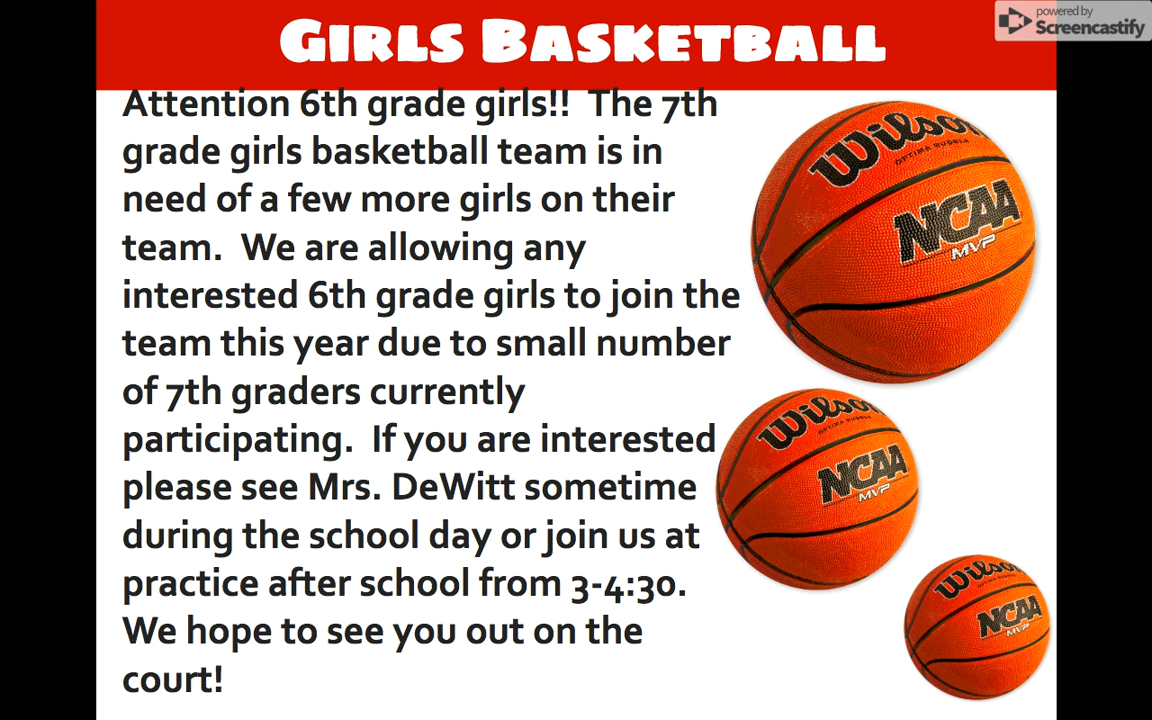 powered by
Screencastify
Girls Basketball
Attention 6th grade girls!!  The 7th
grade girls basketball team is in
need of a few more girls on their
team.  We are allowing any
interested 6th grade girls to join the
team this year due to small number
of 7th graders currently
participating.  If you are interested
please see Mrs. DeWitt sometime
during the school day or join us at
practice after school from 3-4:30.
We hope to see you out on the
court!
Wilson
OPTIMA RUBBER
NCAA
MVP
Wilson
OPTIMA RUBBER
NCAA
MVP
Wilson
NCAA
MVP